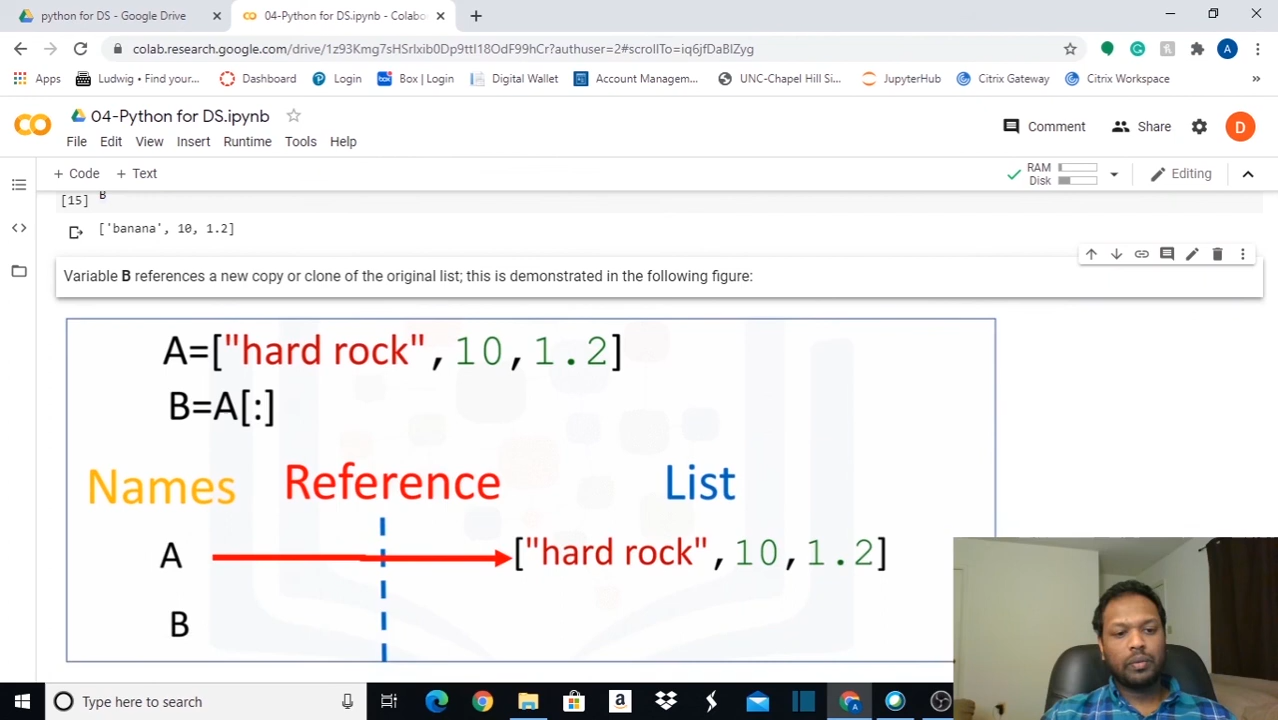 python for DS - Google Drive
04-Python for DS.ipynb - Colabo
colab.research.google.com/drive/1z93Kmg7sHSrlxib0Dp9ttl18OdF99hCr?authuser=2#scrollTo=iq6jfDaBlZyg
A
Apps
Ludwig • Find your...
Dashboard
Login
Box | Login
Digital Wallet
Account Managem...
UNC-Chapel Hill Si...
JupyterHub
Citrix Gateway
Citrix Workspace
»
04-Python for DS.ipynb
Comment
Share
D
File Edit View Insert Runtime Tools Help
+ Code + Text
RAM
Disk
Editing
[15] B
['banana', 10, 1.2]
Variable B references a new copy or clone of the original list; this is demonstrated in the following figure:
A=["hard rock",10,1.2]
B=A[:]
Names Reference List
A ["hard rock",10,1.2]
B
Type here to search